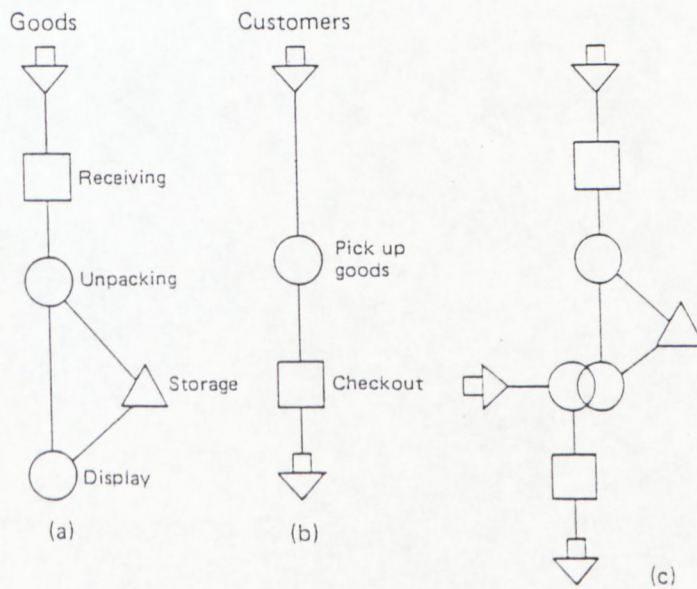 Goods
Receiving
Unpacking
Storage
Display
(a)
Customers
Pick up
goods
Checkout
(b)
(c)